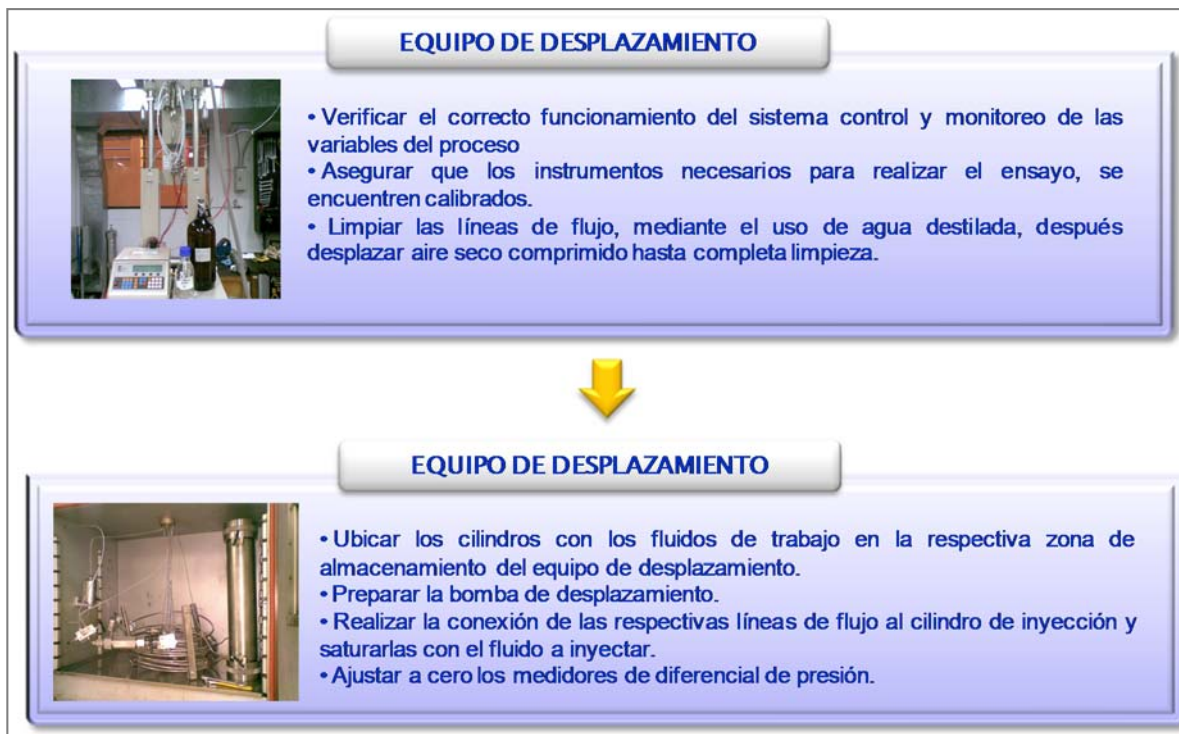 EQUIPO DE DESPLAZAMIENTO
• Verificar el correcto funcionamiento del sistema control y monitoreo de las
variables del proceso
• Asegurar que los instrumentos necesarios para realizar el ensayo, se
encuentren calibrados.
• Limpiar las líneas de flujo, mediante el uso de agua destilada, después
desplazar aire seco comprimido hasta completa limpieza.
EQUIPO DE DESPLAZAMIENTO
• Ubicar los cilindros con los fluidos de trabajo en la respectiva zona de
almacenamiento del equipo de desplazamiento.
• Preparar la bomba de desplazamiento.
• Realizar la conexión de las respectivas líneas de flujo al cilindro de inyección y
saturarlas con el fluido a inyectar.
• Ajustar a cero los medidores de diferencial de presión.